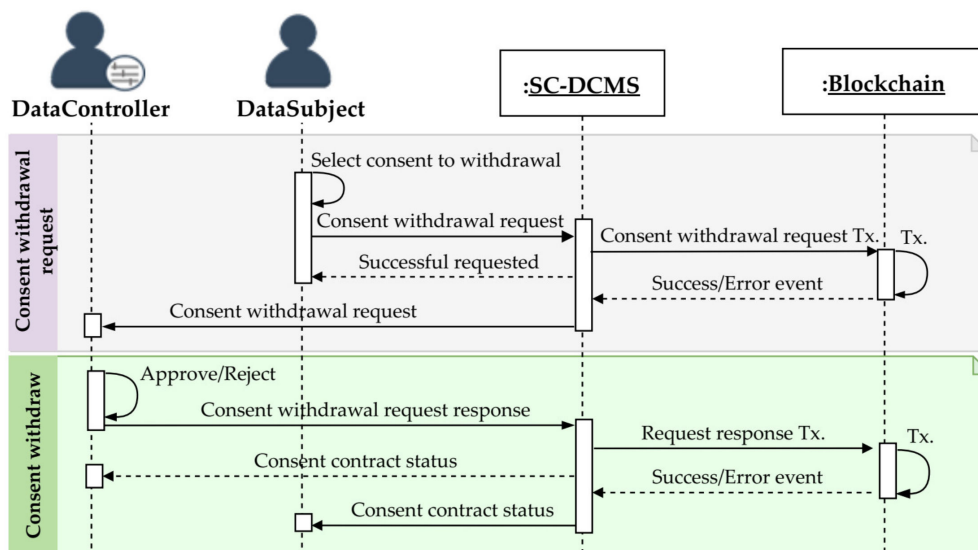 DataController
DataSubject
:SC-DCMS
:Blockchain
Consent withdrawal
request
Select consent to withdrawal
Consent withdrawal request
Consent withdrawal request Tx.
Tx.
Successful requested
Success/Error event
Consent withdrawal request
Consent withdraw
Approve/Reject
Consent withdrawal request response
Request response Tx.
Tx.
Consent contract status
Success/Error event
Consent contract status